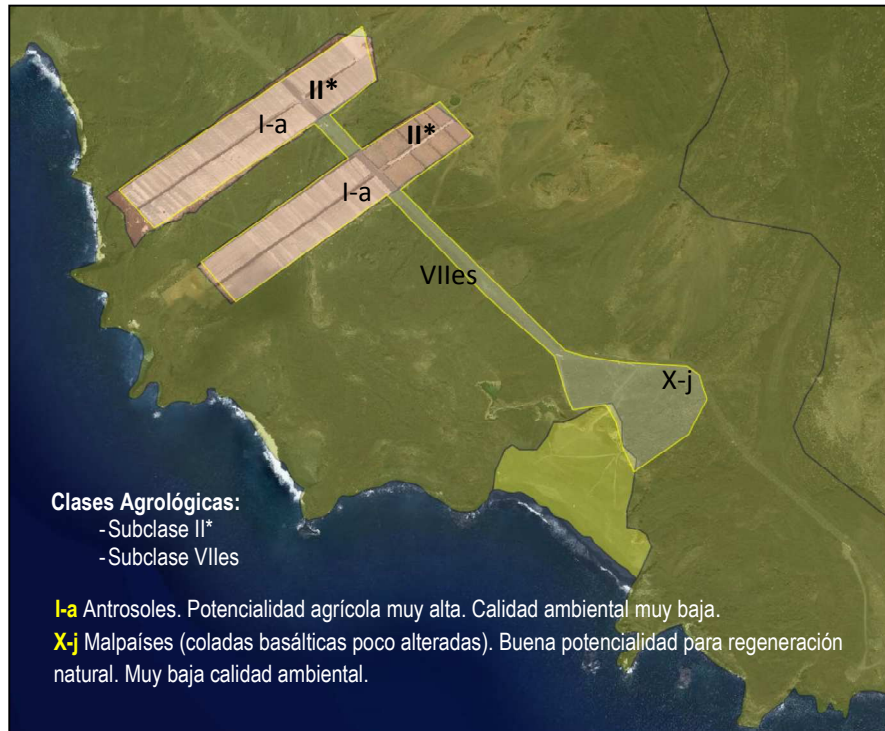 II*
I-a
II*
I-a
VIIes
X-j
Clases Agrológicas:
- Subclase II*
- Subclase VIIes
I-a Antrosoles. Potencialidad agrícola muy alta. Calidad ambiental muy baja.
X-j Malpaíses (coladas basálticas poco alteradas). Buena potencialidad para regeneración
natural. Muy baja calidad ambiental.